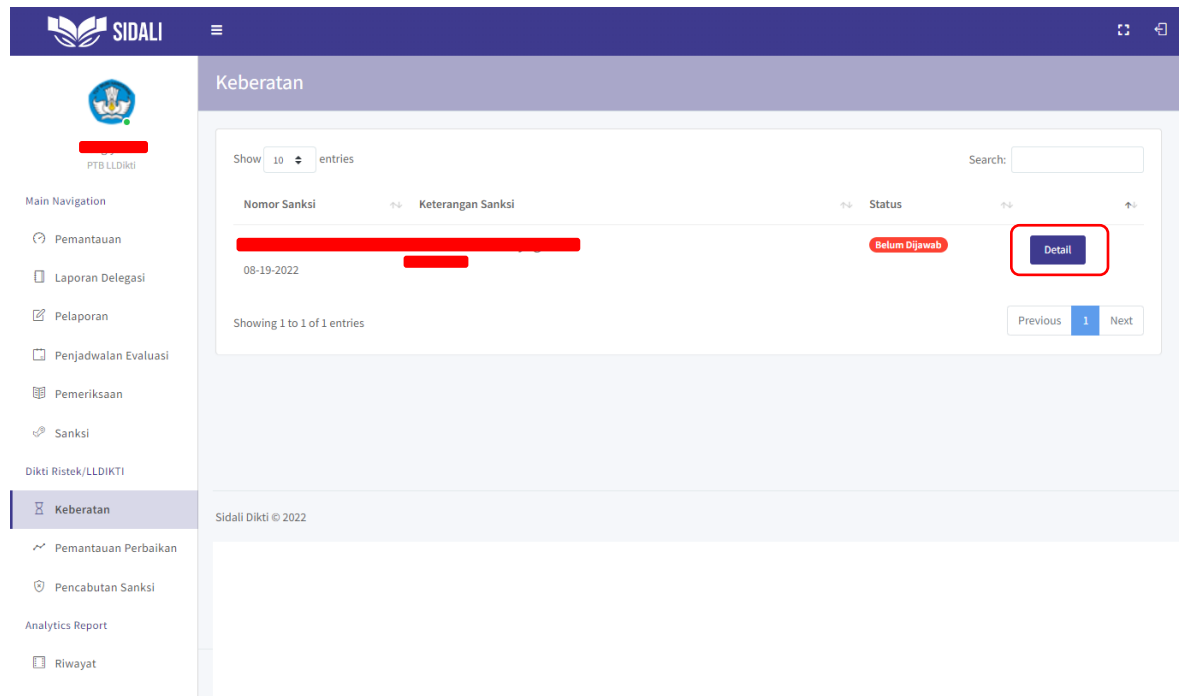 SIDALI
Keberatan
PTB LLDikti
Main Navigation
Pemantauan
Laporan Delegasi
Pelaporan
Penjadwalan Evaluasi
Pemeriksaan
Sanksi
Dikti Ristek/LLDIKTI
Keberatan
Pemantauan Perbaikan
Pencabutan Sanksi
Analytics Report
Riwayat
Show 10 entries
Search:
Nomor Sanksi Keterangan Sanksi Status
Belum Dijawab
Detail
08-19-2022
Showing 1 to 1 of 1 entries
Previous 1 Next
Sidali Dikti © 2022